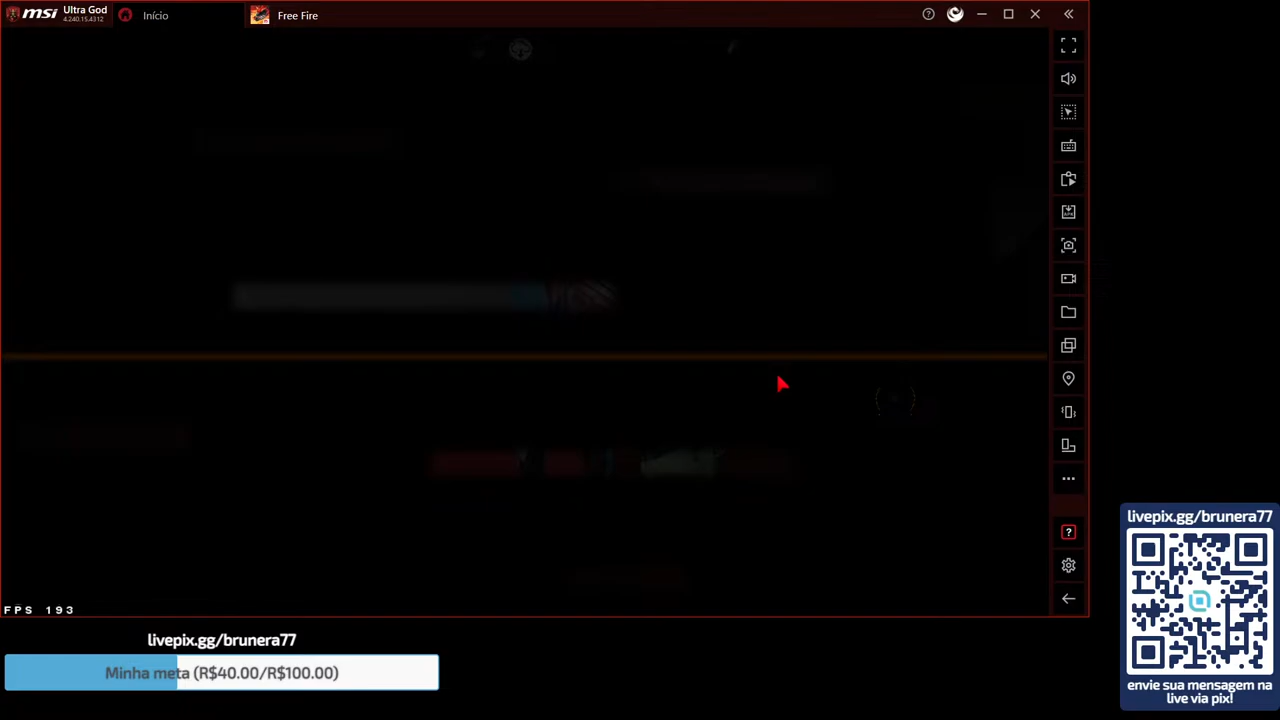 msi Ultra God
4.240.15.4312
Início
Free Fire
APK
FPS 193
livepix.gg/brunera77
Minha meta (R$40.00/R$100.00)
livepix.gg/brunera77
envie sua mensagem na
live via pix!